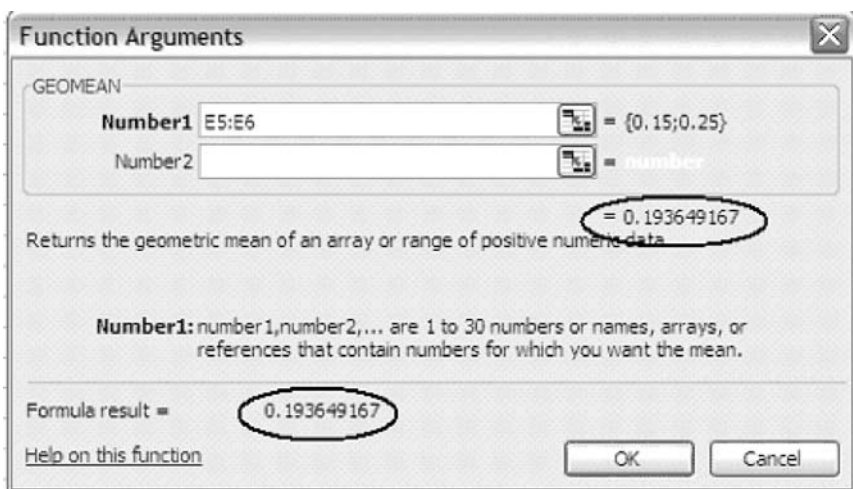 Function Arguments
GEOMEAN
Number1 E5:E6 = {0.15;0.25}
Number2 = number
= 0.193649167
Returns the geometric mean of an array or range of positive numeric data
Number1: number1,number2,... are 1 to 30 numbers or names, arrays, or
references that contain numbers for which you want the mean.
Formula result = 0.193649167
Help on this function OK Cancel